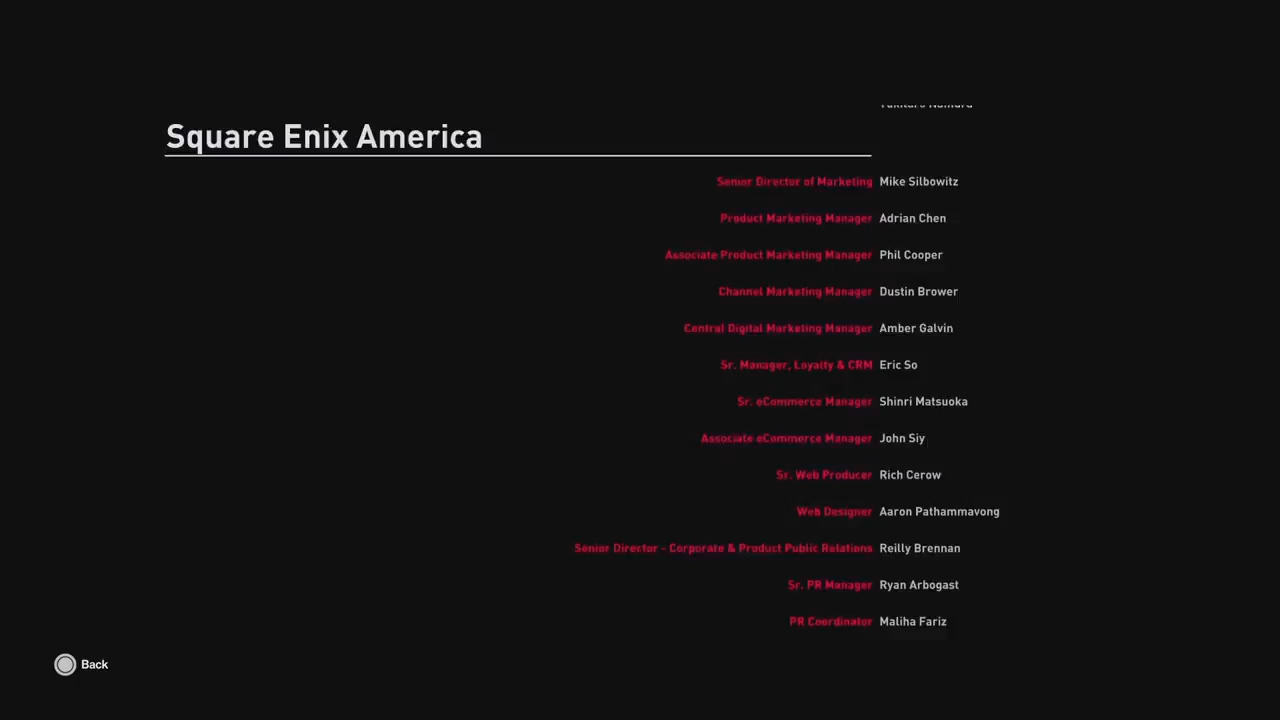 Square Enix America
Senior Director of Marketing Mike Silbowitz
Product Marketing Manager Adrian Chen
Associate Product Marketing Manager Phil Cooper
Channel Marketing Manager Dustin Brower
Central Digital Marketing Manager Amber Galvin
Sr. Manager, Loyalty & CRM Eric So
Sr. eCommerce Manager Shinri Matsuoka
Associate eCommerce Manager John Siy
Sr. Web Producer Rich Cerow
Web Designer Aaron Pathammavong
Senior Director - Corporate & Product Public Relations Reilly Brennan
Sr. PR Manager Ryan Arbogast
PR Coordinator Maliha Fariz
Back